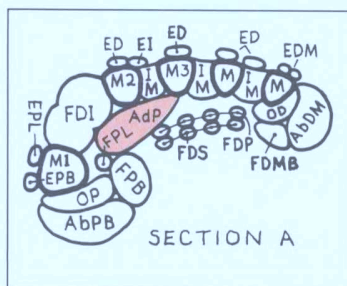 ED EI ED ED EDM
M2 I M M3 I M M I M M
FDI AdP OD AbDM
EPL FPL FDS FDP FDMB
M1
EPB FPB
OP
AbPB
SECTION A